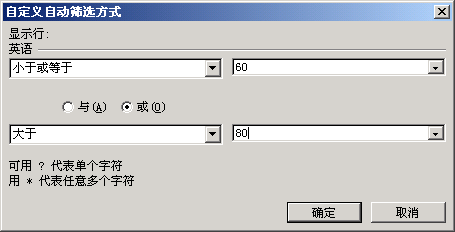 自定义自动筛选方式
显示行:
英语
小于或等于 60
与(A) 或(O)
大于 80
可用 ? 代表单个字符
用 * 代表任意多个字符
确定 取消